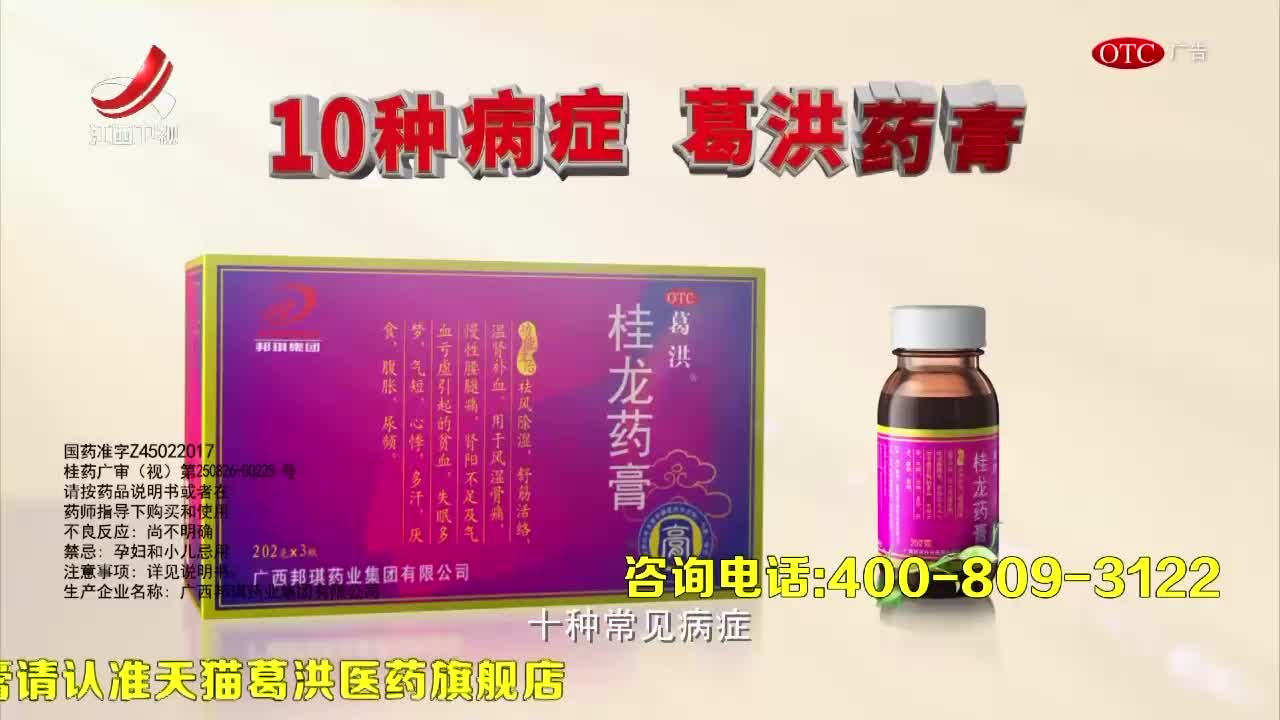 江西卫视
OTC 广告
10种病症 葛洪药膏
邦琪集团
OTC
葛洪
桂龙药膏
祛风除湿，舒筋活络，
温肾补血。用于风湿骨痛，
慢性腰腿痛，肾阳不足及气
血亏虚引起的贫血，失眠多
梦，气短，心悸，多汗，厌
食，腹胀，尿频。
膏
202克×3瓶
广西邦琪药业集团有限公司
桂龙药膏
202克
国药准字Z45022017
桂药广审（视）第250826-00225 号
请按药品说明书或者在
药师指导下购买和使用
不良反应：尚不明确
禁忌：孕妇和小儿忌用
注意事项：详见说明书
生产企业名称：广西邦琪药业集团有限公司
咨询电话:400-809-3122
十种常见病症
膏请认准天猫葛洪医药旗舰店